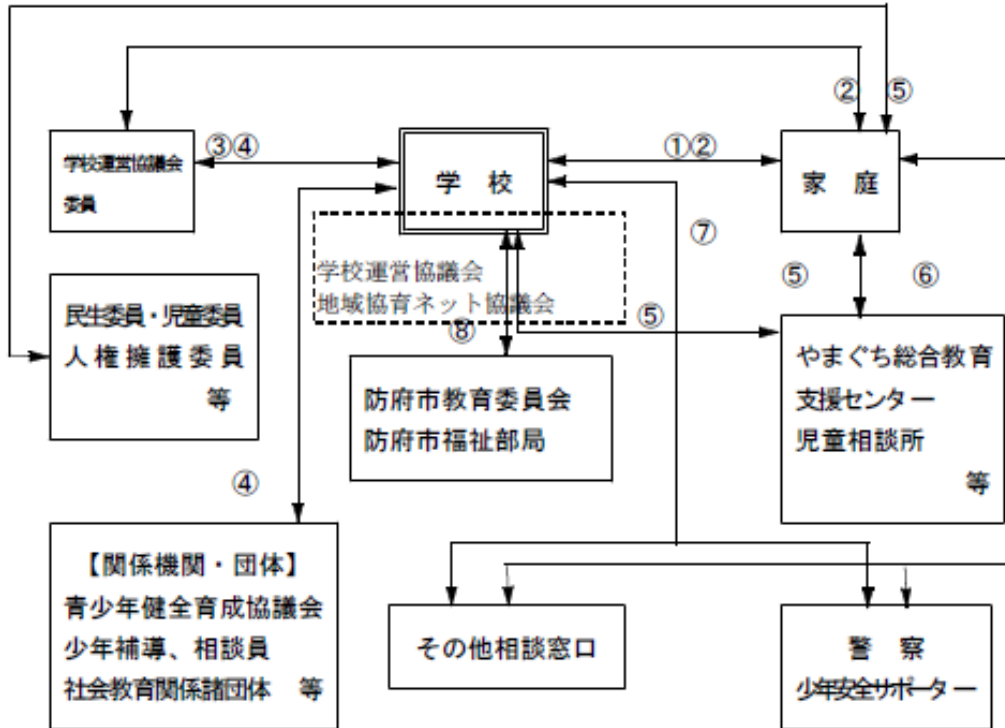 ② ⑤
学校運営協議会
委員
③④
学 校
①②
家 庭
⑦
学校運営協議会
地域協育ネット協議会
⑤ ⑥
⑤
⑧
民生委員・児童委員
人権擁護委員
等
防府市教育委員会
防府市福祉部局
やまぐち総合教育
支援センター
児童相談所
等
④
【関係機関・団体】
青少年健全育成協議会
少年補導、相談員
社会教育関係諸団体 等
その他相談窓口
警 察
少年安全サポーター